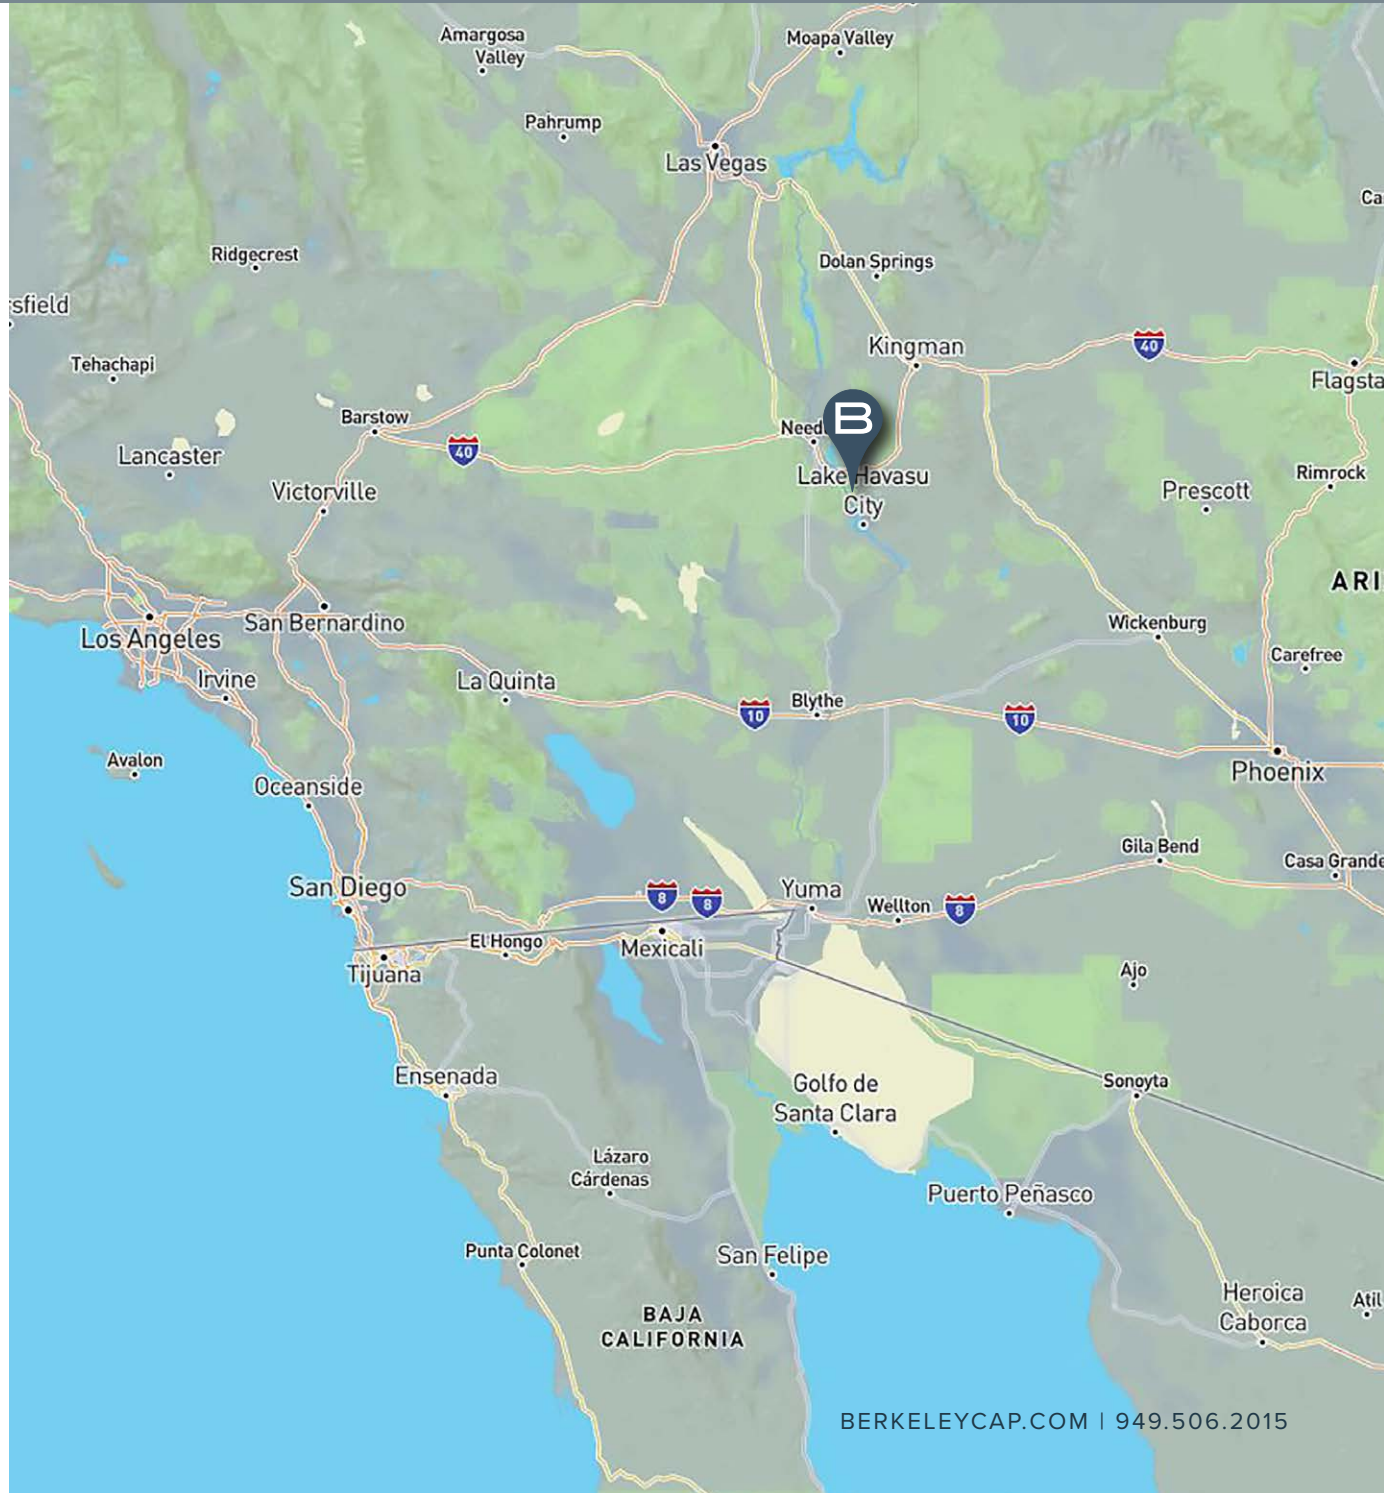 Amargosa
Valley
Moapa Valley
Pahrump
Las Vegas
Ca
Ridgecrest
Dolan Springs
rsfield
Kingman
40
Tehachapi
Flagsta
Barstow
Need
B
40
Lancaster
Lake Havasu
City
Rimrock
Victorville
Prescott
ARI
San Bernardino
Wickenburg
Los Angeles
Carefree
Irvine
La Quinta
Blythe
10
10
Avalon
Phoenix
Oceanside
Gila Bend
Casa Grande
San Diego
8
8
Yuma
Wellton
8
El Hongo
Mexicali
Tijuana
Ajo
Ensenada
Golfo de
Santa Clara
Sonoyta
Lázaro
Cárdenas
Puerto Peñasco
Punta Colonet
San Felipe
Heroica
Caborca
Atil
BAJA
CALIFORNIA
BERKELEYCAP.COM | 949.506.2015